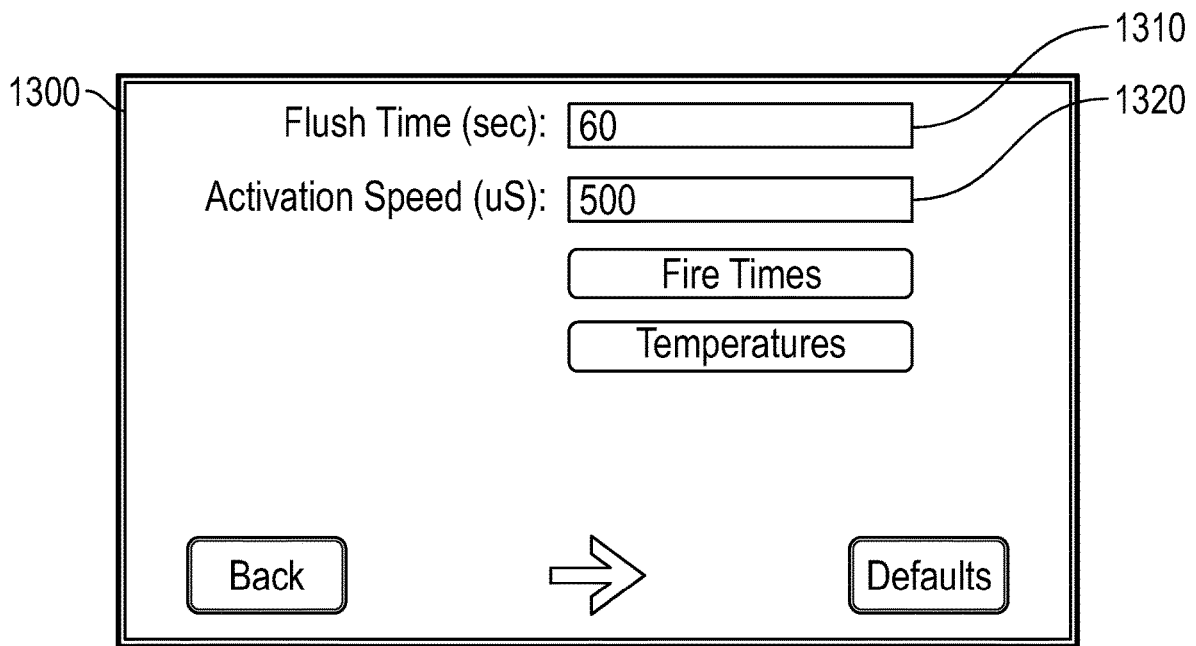 1310
1300
1320
Flush Time (sec): 60
Activation Speed (uS): 500
Fire Times
Temperatures
Back
Defaults